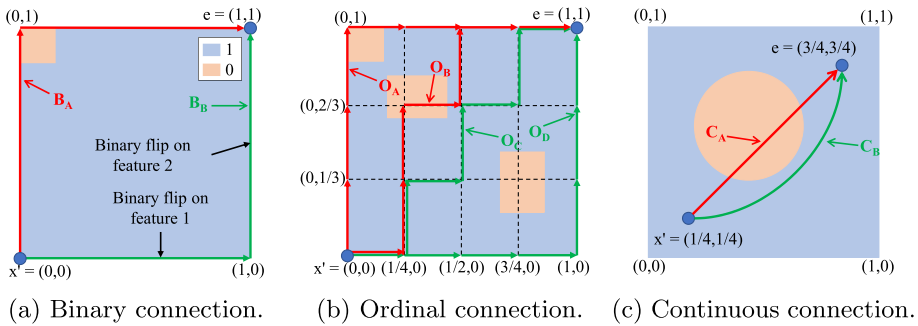 (0,1)
e = (1,1)
1
0
B_A
B_B
Binary flip on
feature 2
Binary flip on
feature 1
x' = (0,0)
(1,0)
(a) Binary connection.
(0,1)
e = (1,1)
O_A
O_B
(0,2/3)
O_C
O_D
(0,1/3)
x' = (0,0)
(1/4,0)
(1/2,0)
(3/4,0)
(1,0)
(b) Ordinal connection.
(0,1)
(1,1)
e = (3/4,3/4)
C_A
C_B
x' = (1/4,1/4)
(0,0)
(1,0)
(c) Continuous connection.